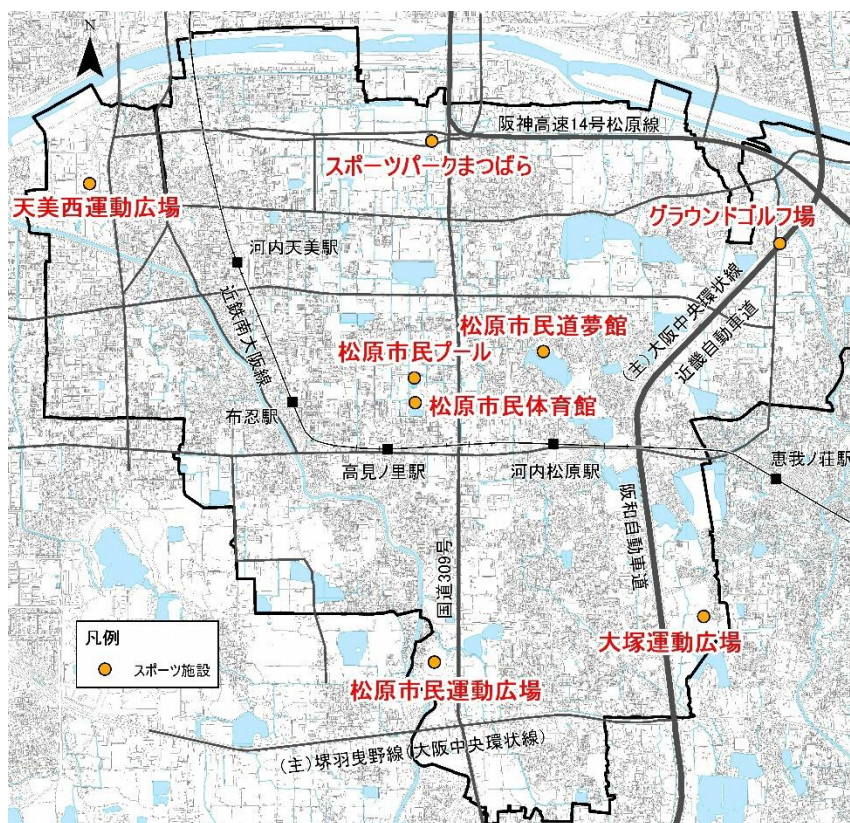 N
阪神高速14号松原線
スポーツパークまつばら
天美西運動広場
グラウンドゴルフ場
河内天美駅
近鉄南大阪線
(主)大阪中央環状線
近畿自動車道
松原市民道夢館
松原市民プール
松原市民体育館
布忍駅
高見ノ里駅
河内松原駅
恵我ノ荘駅
阪和自動車道
国道309号
大塚運動広場
凡例
スポーツ施設
松原市民運動広場
(主)堺羽曳野線(大阪中央環状線)